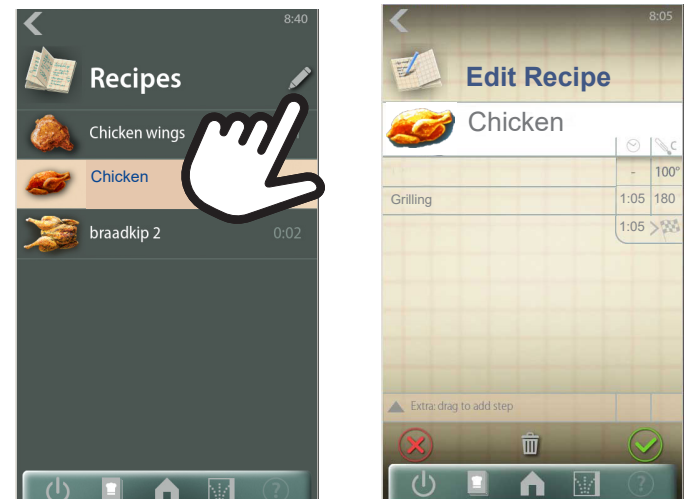 8:40
Recipes
Chicken wings
Chicken
braadkip 2 0:02
?
8:05
Edit Recipe
Chicken
C
- 100°
Grilling 1:05 180
1:05
Extra: drag to add step
?